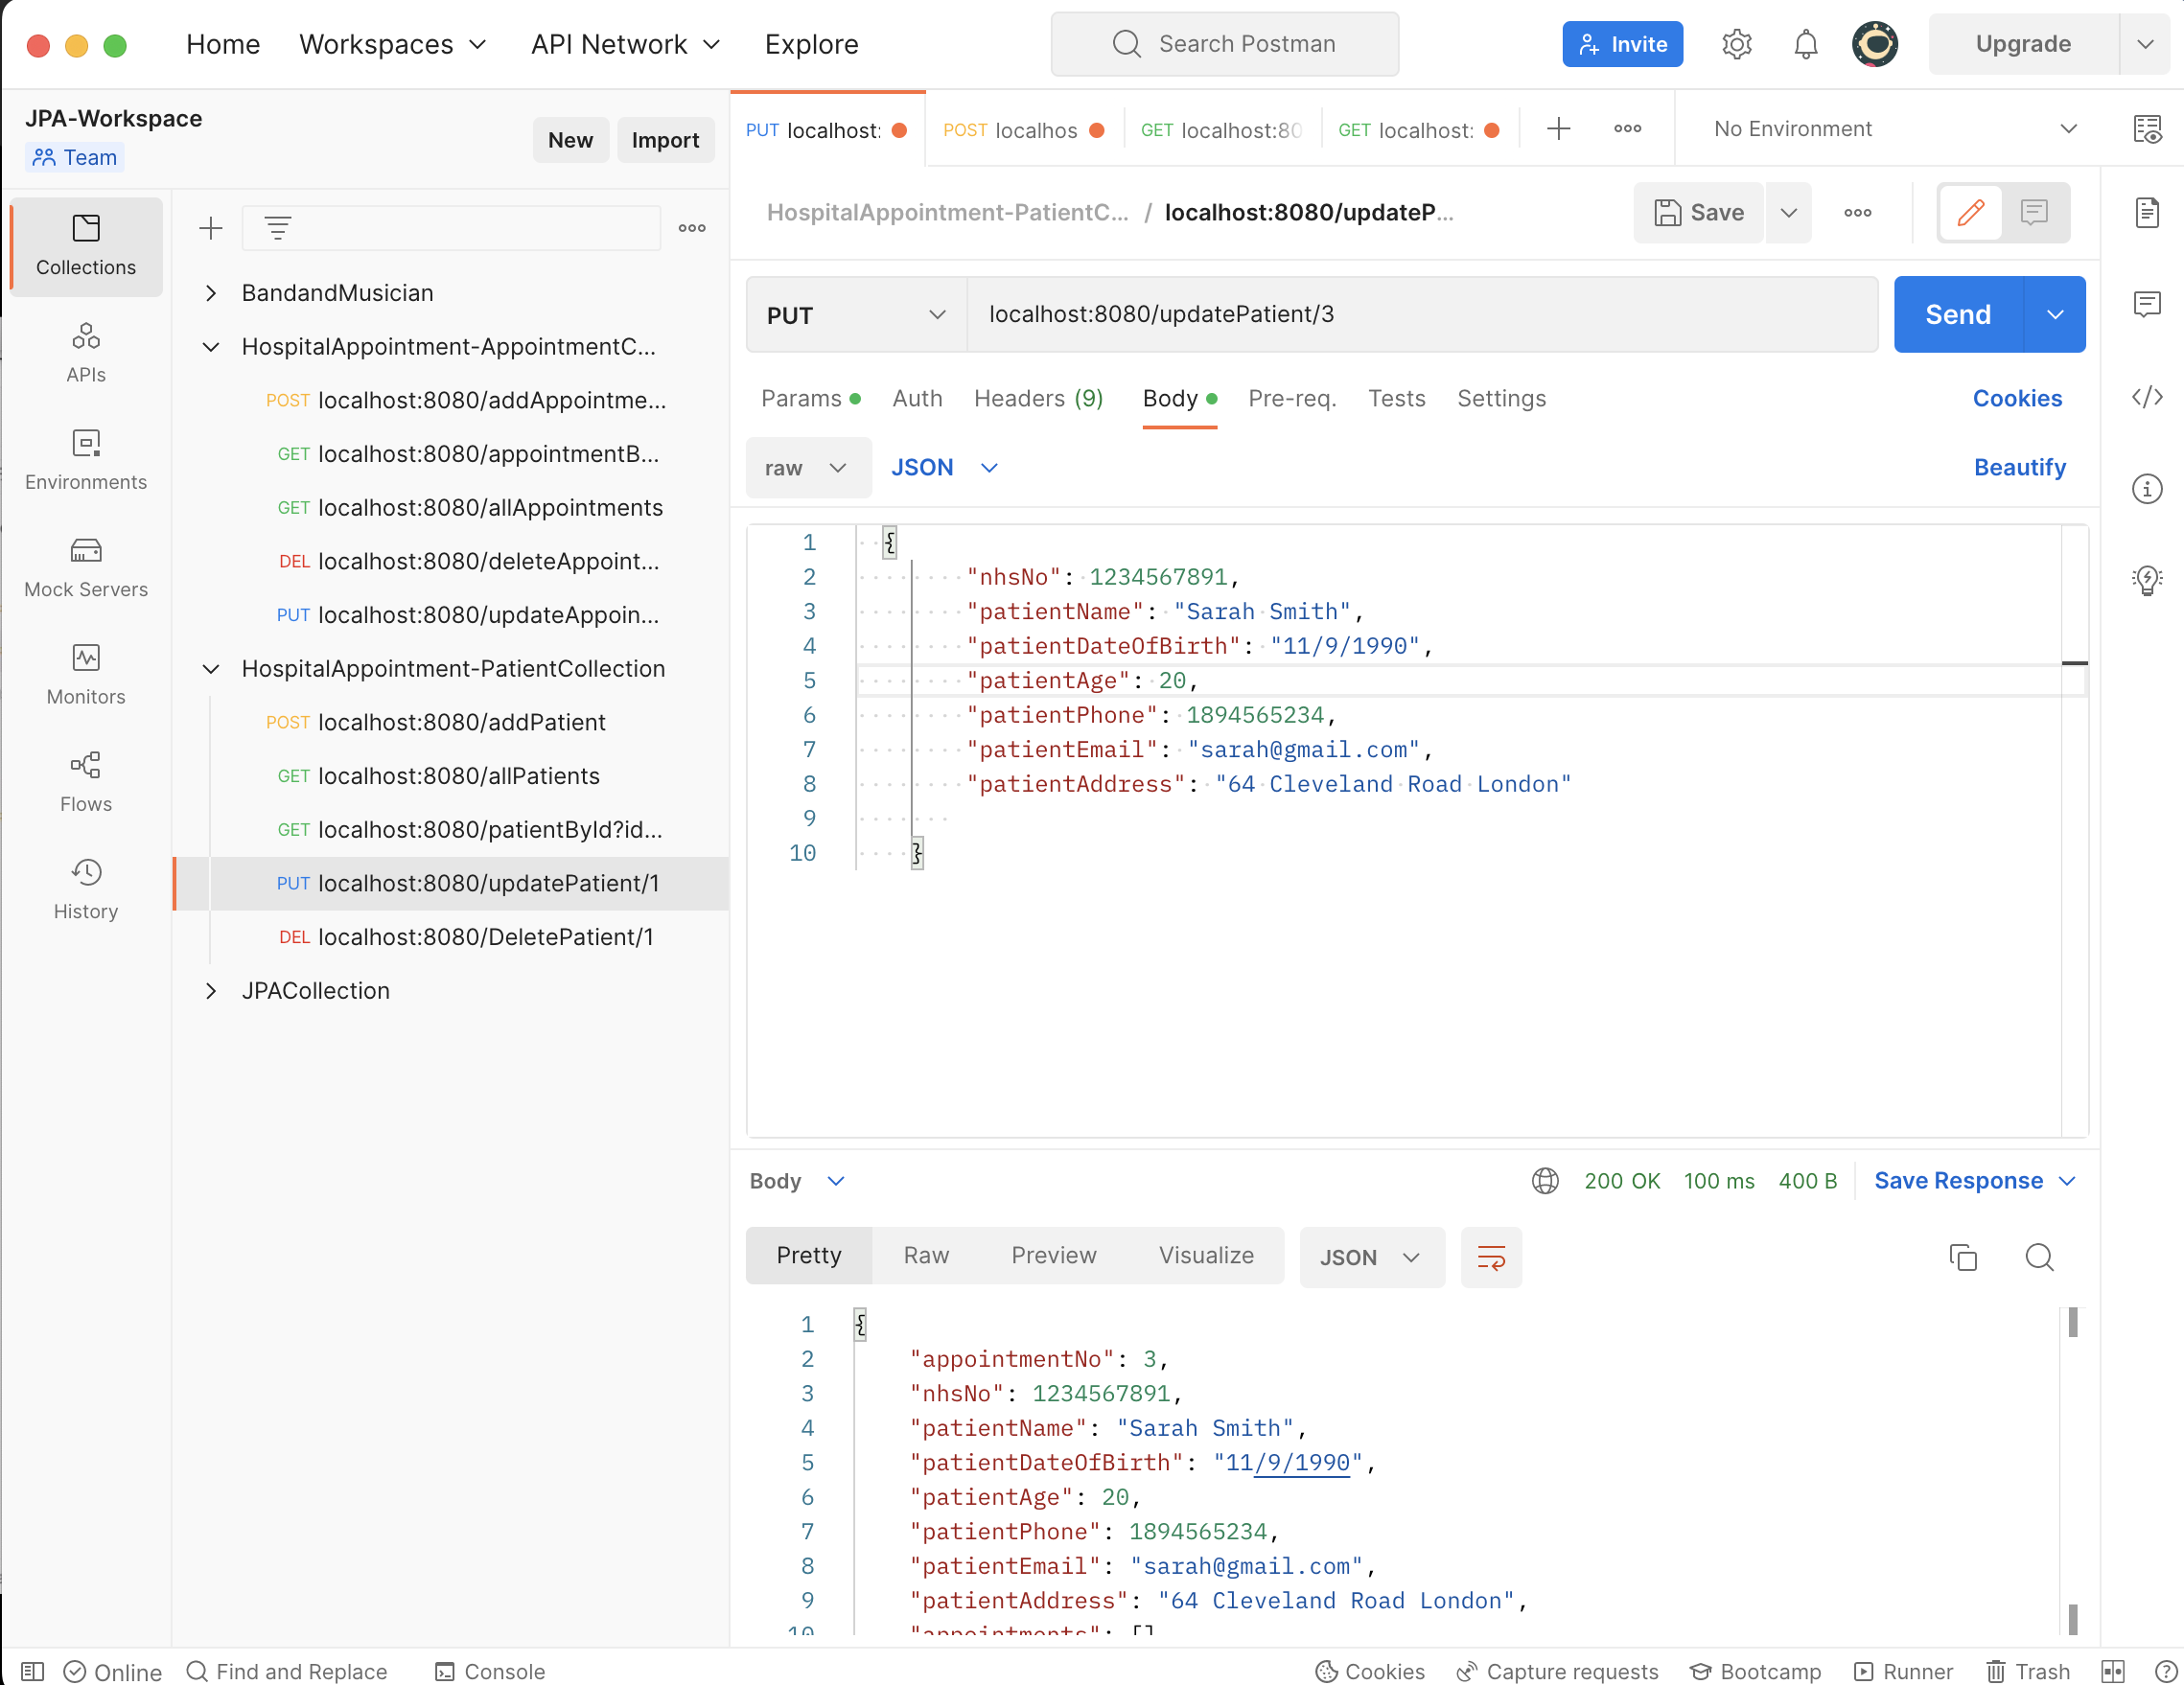 Home Workspaces API Network Explore Search Postman Invite Upgrade
JPA-Workspace
Team
New Import
PUT localhost: POST localhos GET localhost:80 GET localhost: No Environment
Collections
APIs
Environments
Mock Servers
Monitors
Flows
History
BandandMusician
HospitalAppointment-AppointmentC...
POST localhost:8080/addAppointme...
GET localhost:8080/appointmentB...
GET localhost:8080/allAppointments
DEL localhost:8080/deleteAppoint...
PUT localhost:8080/updateAppoin...
HospitalAppointment-PatientCollection
POST localhost:8080/addPatient
GET localhost:8080/allPatients
GET localhost:8080/patientById?id...
PUT localhost:8080/updatePatient/1
DEL localhost:8080/DeletePatient/1
JPACollection
HospitalAppointment-PatientC... / localhost:8080/updateP...
Save
PUT localhost:8080/updatePatient/3 Send
Params Auth Headers (9) Body Pre-req. Tests Settings Cookies
raw JSON Beautify
1 {
2 "nhsNo": 1234567891,
3 "patientName": "Sarah Smith",
4 "patientDateOfBirth": "11/9/1990",
5 "patientAge": 20,
6 "patientPhone": 1894565234,
7 "patientEmail": "sarah@gmail.com",
8 "patientAddress": "64 Cleveland Road London"
9
10 }
Body 200 OK 100 ms 400 B Save Response
Pretty Raw Preview Visualize JSON
1 {
2 "appointmentNo": 3,
3 "nhsNo": 1234567891,
4 "patientName": "Sarah Smith",
5 "patientDateOfBirth": "11/9/1990",
6 "patientAge": 20,
7 "patientPhone": 1894565234,
8 "patientEmail": "sarah@gmail.com",
9 "patientAddress": "64 Cleveland Road London",
10 "appointments": []
Online Find and Replace Console Cookies Capture requests Bootcamp Runner Trash